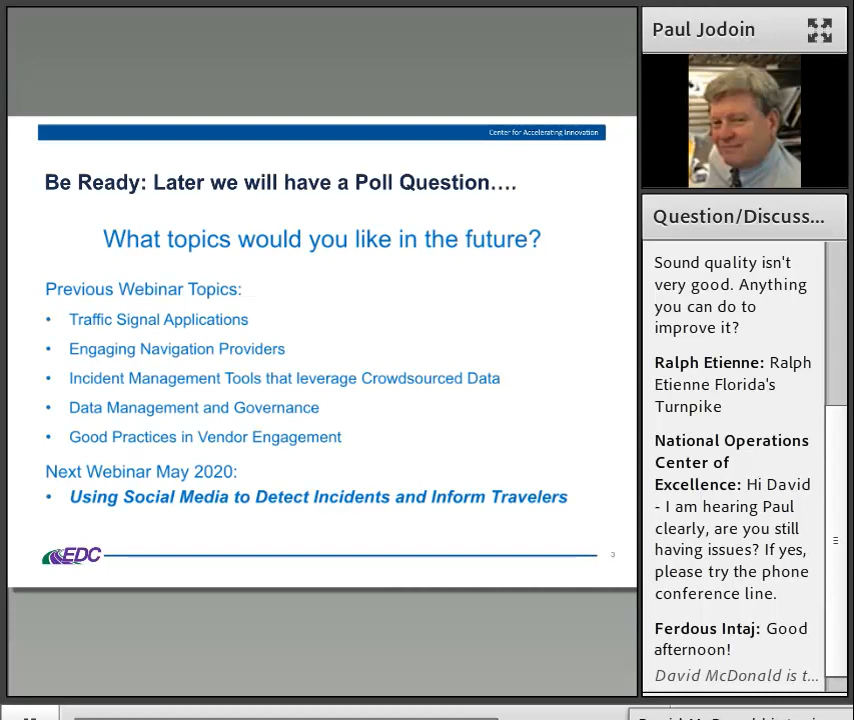 Paul Jodoin
Center for Accelerating Innovation
Be Ready: Later we will have a Poll Question….
What topics would you like in the future?
Previous Webinar Topics:
• Traffic Signal Applications
• Engaging Navigation Providers
• Incident Management Tools that leverage Crowdsourced Data
• Data Management and Governance
• Good Practices in Vendor Engagement
Next Webinar May 2020:
• Using Social Media to Detect Incidents and Inform Travelers
EDC
3
Question/Discuss...
Sound quality isn't
very good. Anything
you can do to
improve it?
Ralph Etienne: Ralph
Etienne Florida's
Turnpike
National Operations
Center of
Excellence: Hi David
- I am hearing Paul
clearly, are you still
having issues? If yes,
please try the phone
conference line.
Ferdous Intaj: Good
afternoon!
David McDonald is t...